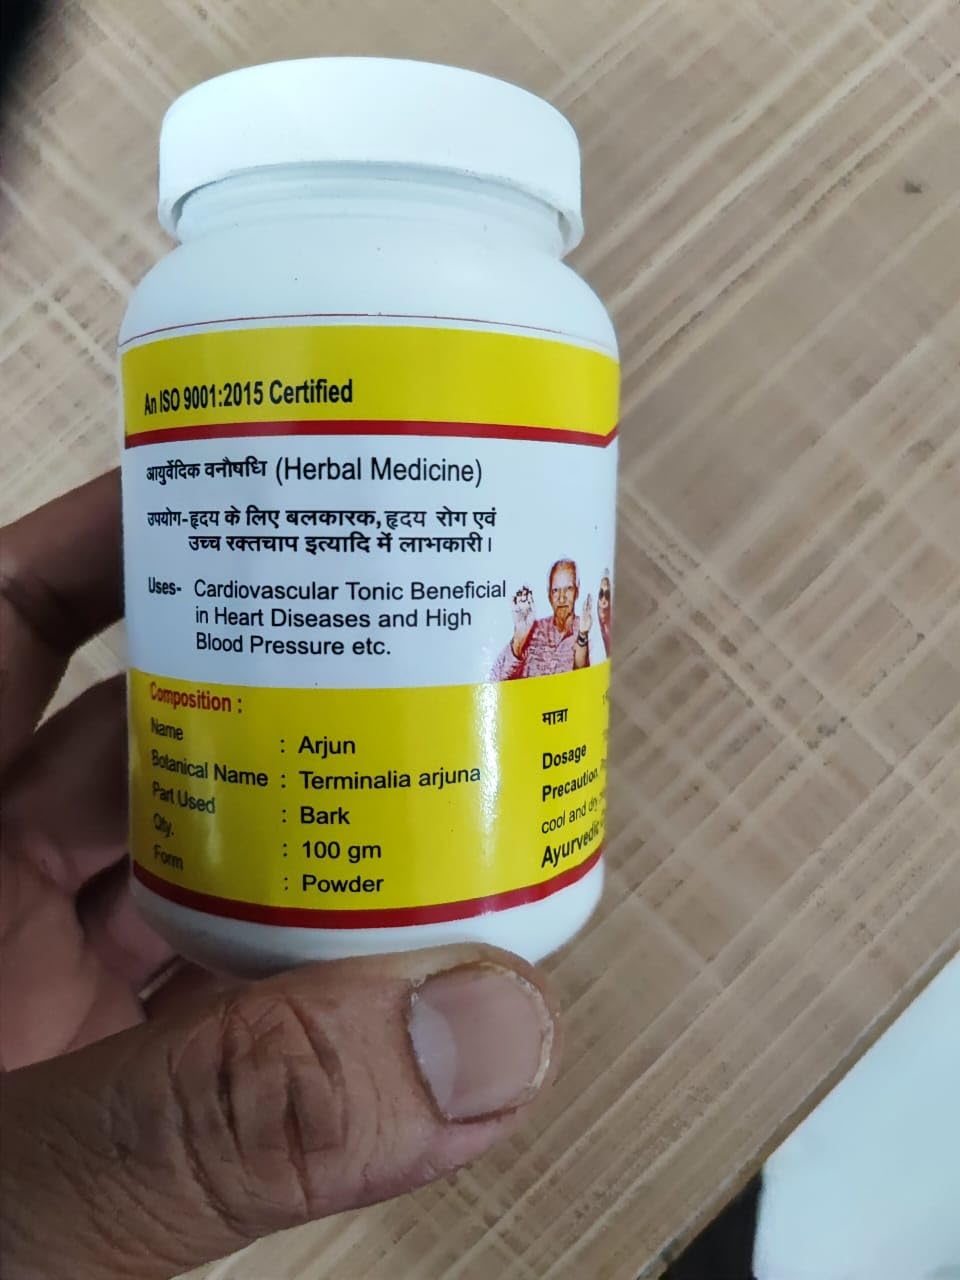 An ISO 9001:2015 Certified
आयुर्वेदिक वनौषधि (Herbal Medicine)
उपयोग-हृदय के लिए बलकारक, हृदय रोग एवं
उच्च रक्तचाप इत्यादि में लाभकारी।
Uses- Cardiovascular Tonic Beneficial
in Heart Diseases and High
Blood Pressure etc.
Composition :
Name : Arjun
Botanical Name : Terminalia arjuna
Part Used : Bark
Qty. : 100 gm
Form : Powder
मात्रा
Dosage
Precaution
cool and dry
Ayurvedic